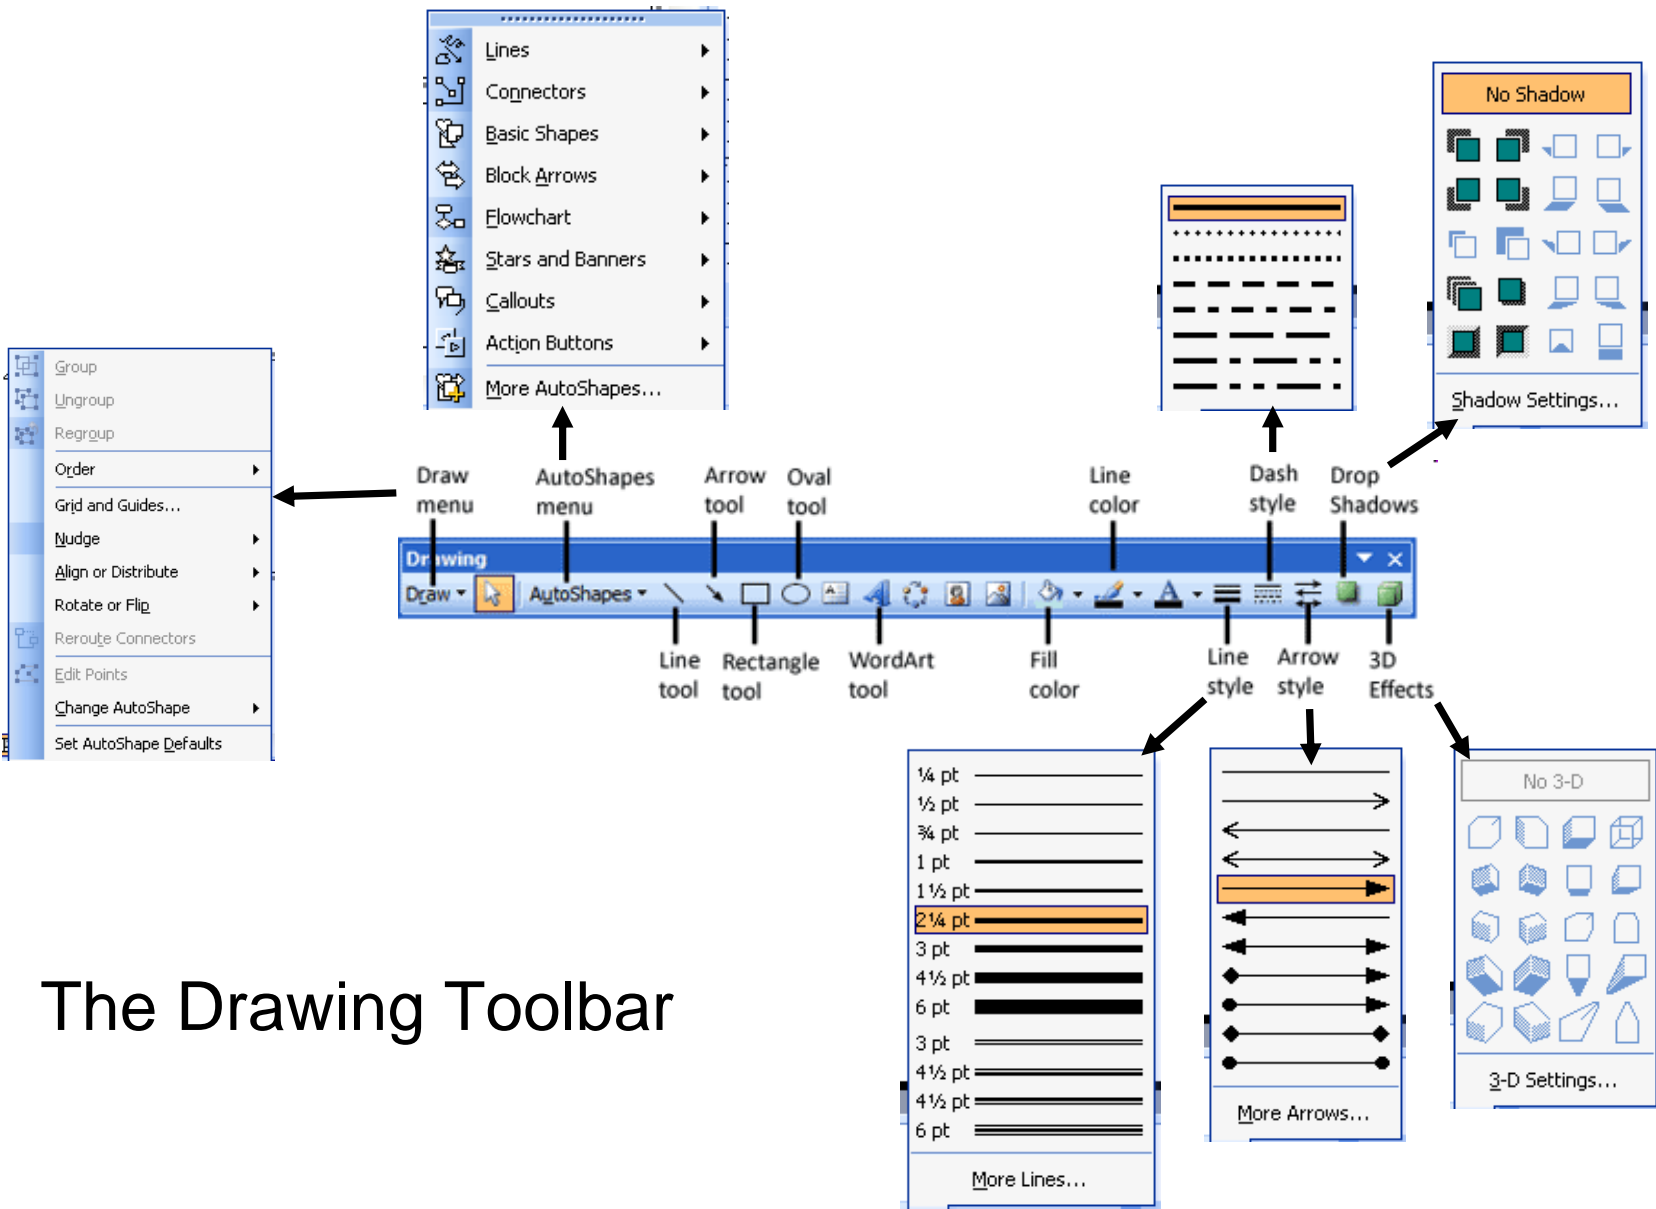 Lines
Connectors
Basic Shapes
Block Arrows
Flowchart
Stars and Banners
Callouts
Action Buttons
More AutoShapes...
No Shadow
Shadow Settings...
Group
Ungroup
Regroup
Order
Grid and Guides...
Nudge
Align or Distribute
Rotate or Flip
Reroute Connectors
Edit Points
Change AutoShape
Set AutoShape Defaults
Draw
menu
AutoShapes
menu
Arrow
tool
Oval
tool
Line
color
Dash
style
Drop
Shadows
Drawing
Draw
AutoShapes
Line
tool
Rectangle
tool
WordArt
tool
Fill
color
Line
style
Arrow
style
3D
Effects
¼ pt
½ pt
¾ pt
1 pt
1½ pt
2¼ pt
3 pt
4½ pt
6 pt
3 pt
4½ pt
4½ pt
6 pt
More Lines...
More Arrows...
No 3-D
3-D Settings...
The Drawing Toolbar